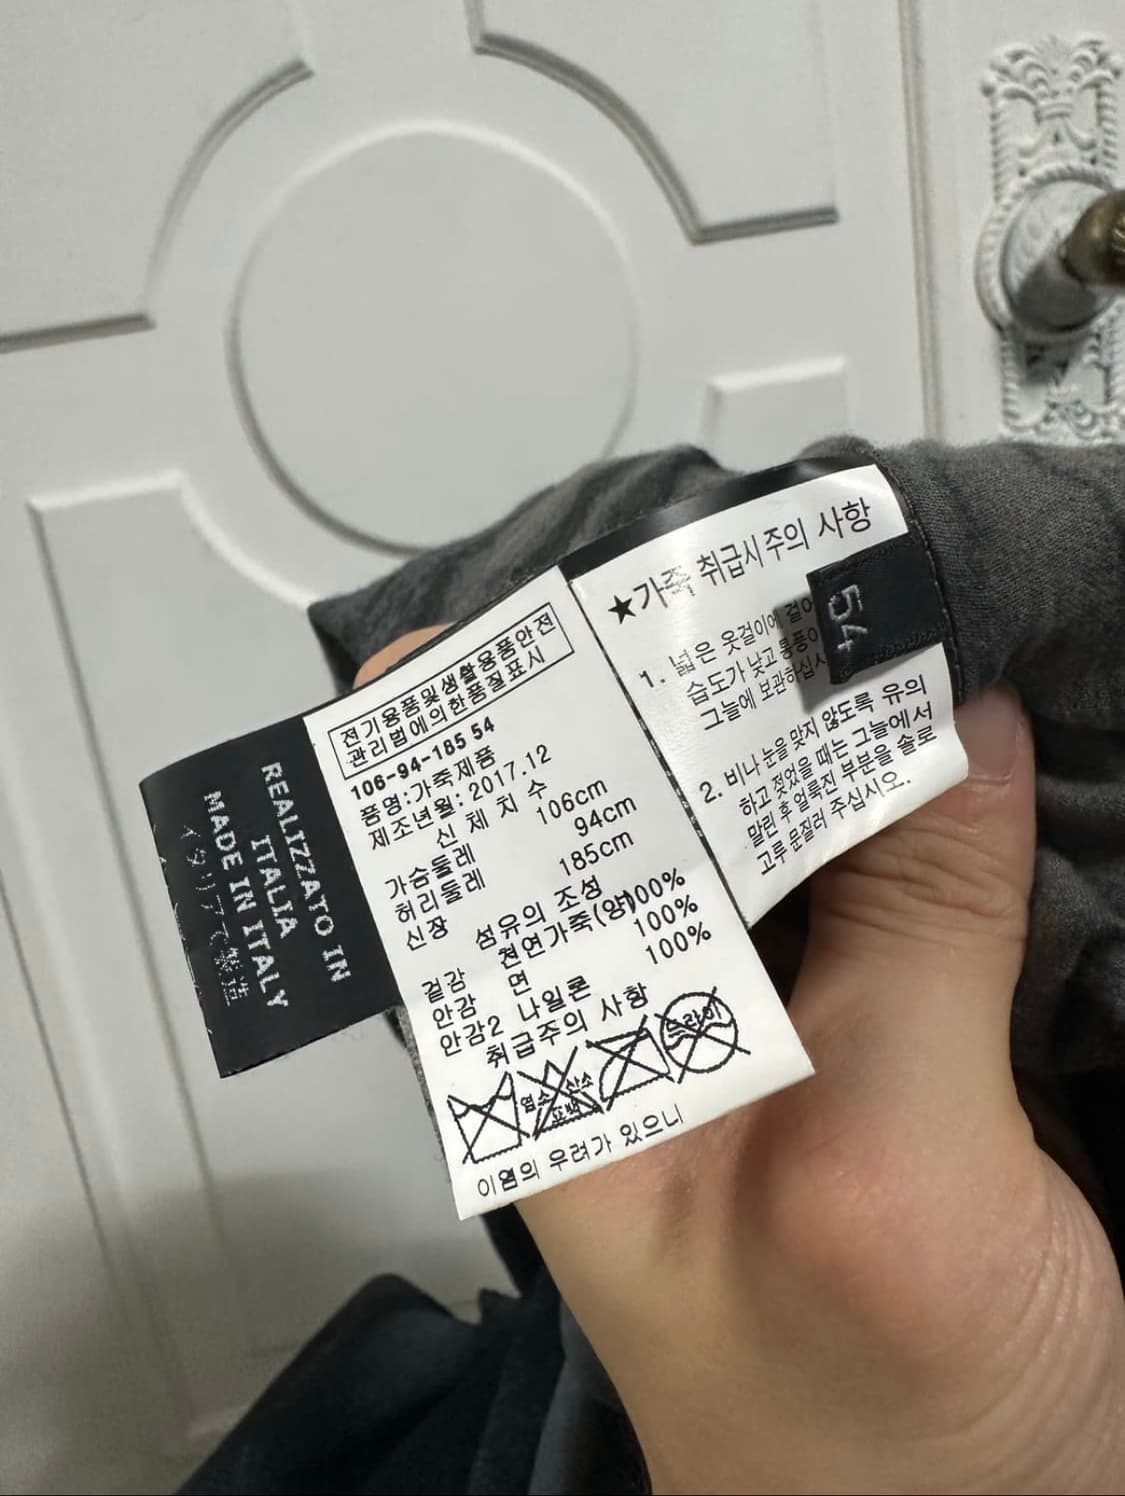 REALIZZATO IN
ITALIA
MADE IN ITALY
イタリアで製造
전기용품및생활용품안전
관리법에의한품질표시
106-94-185 54
품명:가죽제품
제조년월: 2017.12
신 체 치 수
가슴둘레 106cm
허리둘레 94cm
신장 185cm
섬유의 조성
겉감 천연가죽(양)100%
안감 면 100%
안감2 나일론 100%
취급주의 사항
염소 산소
표백
드라이
이염의 우려가 있으니
★가죽 취급시 주의 사항
1. 넓은 옷걸이에 걸어
습도가 낮고 통풍이
그늘에 보관하십시
2. 비나 눈을 맞지 않도록 유의
하고 젖었을 때는 그늘에서
말린 후 얼룩진 부분을 솔로
고루 문질러 주십시오.
54